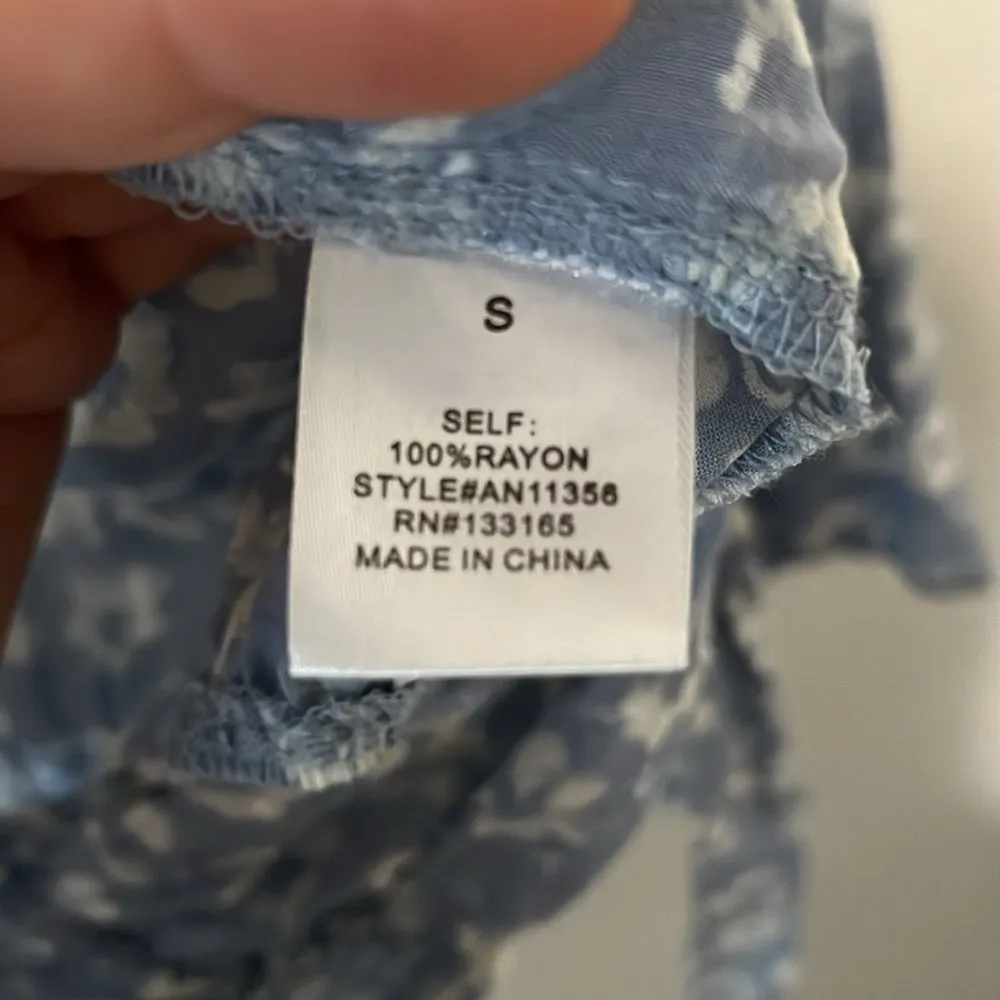 S
SELF:
100%RAYON
STYLE#AN11356
RN#133165
MADE IN CHINA